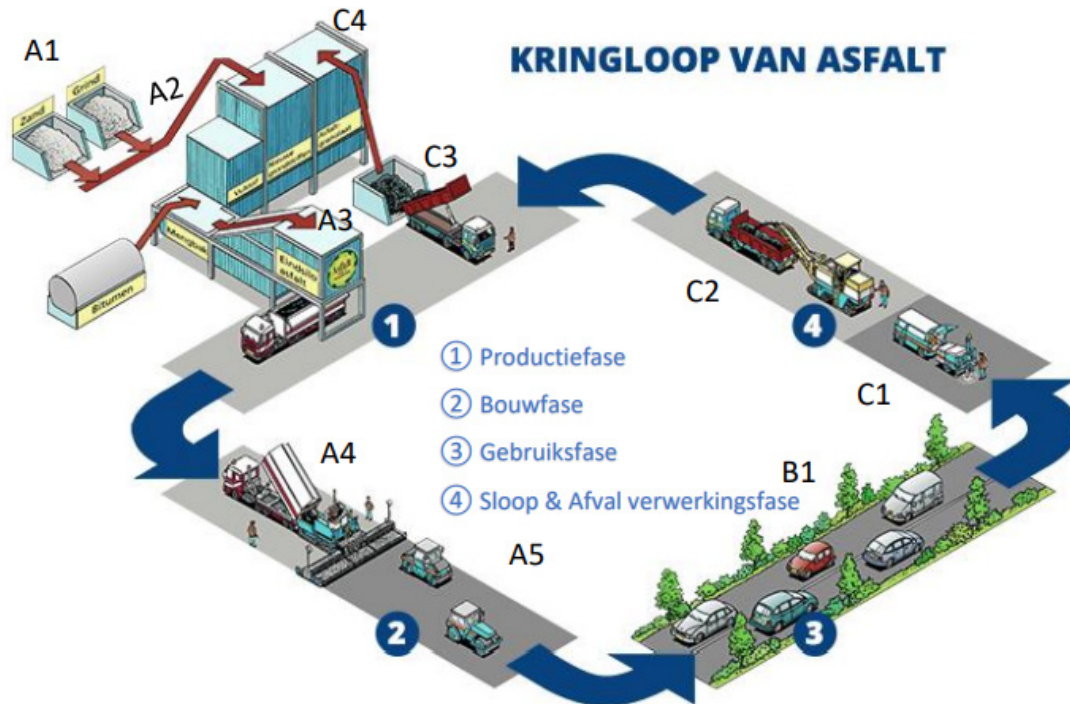 KRINGLOOP VAN ASFALT
C4
A1
A2
Grind
Zand
C3
A3
Mengbak
Eindsilo
asfalt
Bitumen
1
C2
4
① Productiefase
② Bouwfase
③ Gebruiksfase
④ Sloop & Afval verwerkingsfase
C1
A4
B1
A5
2
3